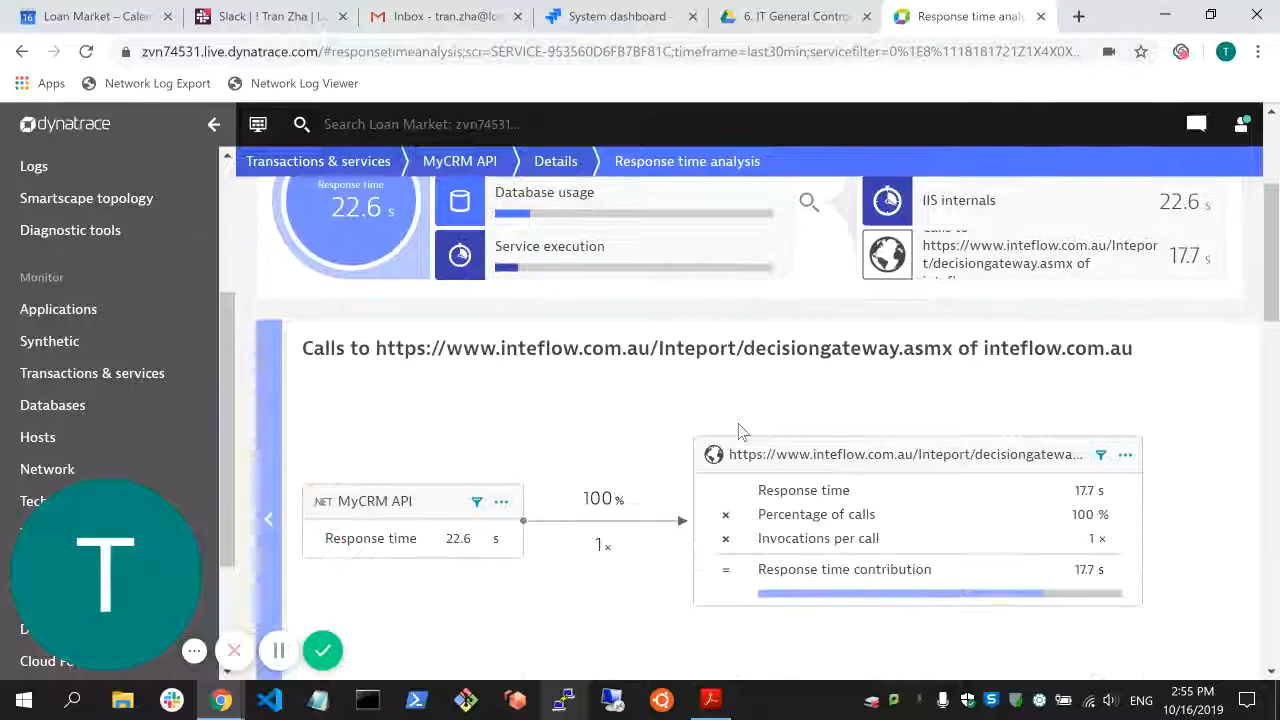 Loan Market - Calen
Slack | ! Tran Zha | ©
Inbox - tran.zha@loa
System dashboard
6. IT General Contro
Response time analy
zvn74531.live.dynatrace.com/#responsetimeanalysis;sci=SERVICE-953560D6FB7BF81C;timeframe=last30min;servicefilter=0%1E8%1118181721Z1X4X0X...
T
Apps
Network Log Export
Network Log Viewer
dynatrace
Search Loan Market: zvn74531...
Logs
Smartscape topology
Diagnostic tools
Monitor
Applications
Synthetic
Transactions & services
Databases
Hosts
Network
T
Transactions & services
MyCRM API
Details
Response time analysis
Response time
22.6 s
Database usage
Service execution
IIS internals
22.6 s
Calls to
https://www.inteflow.com.au/Intepor
t/decisiongateway.asmx of
17.7 s
Calls to https://www.inteflow.com.au/Inteport/decisiongateway.asmx of inteflow.com.au
.NET MyCRM API
Response time 22.6 s
100 %
1 x
https://www.inteflow.com.au/Inteport/decisiongatewa...
Response time 17.7 s
x Percentage of calls 100 %
x Invocations per call 1 x
= Response time contribution 17.7 s
ENG
2:55 PM
10/16/2019